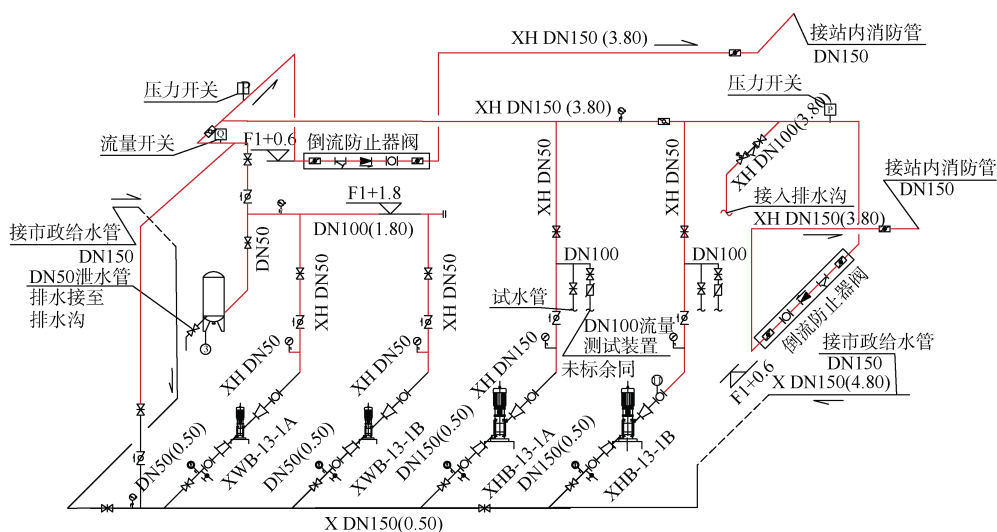 XH DN150 (3.80)
接站内消防管
DN150
压力开关
P
流量开关
Q
F1+0.6
倒流防止器阀
XH DN150 (3.80)
压力开关
P
XH DN100(3.80)
接入排水沟
接站内消防管
DN150
XH DN150(3.80)
接市政给水管
DN150
DN50泄水管
排水接至
排水沟
3
DN50
F1+1.8
DN100(1.80)
XH DN50
XH DN50
XH DN50
XH DN50
DN100
DN100
试水管
DN100流量
测试装置
未标余同
倒流防止器阀
F1+0.6
接市政给水管
DN150
X DN150(4.80)
XH DN50
XH DN50
XH DN150
DN50(0.50)
XWB-13-1A
DN50(0.50)
XWB-13-1B
DN150(0.50)
XHB-13-1A
DN150(0.50)
XHB-13-1B
X DN150(0.50)